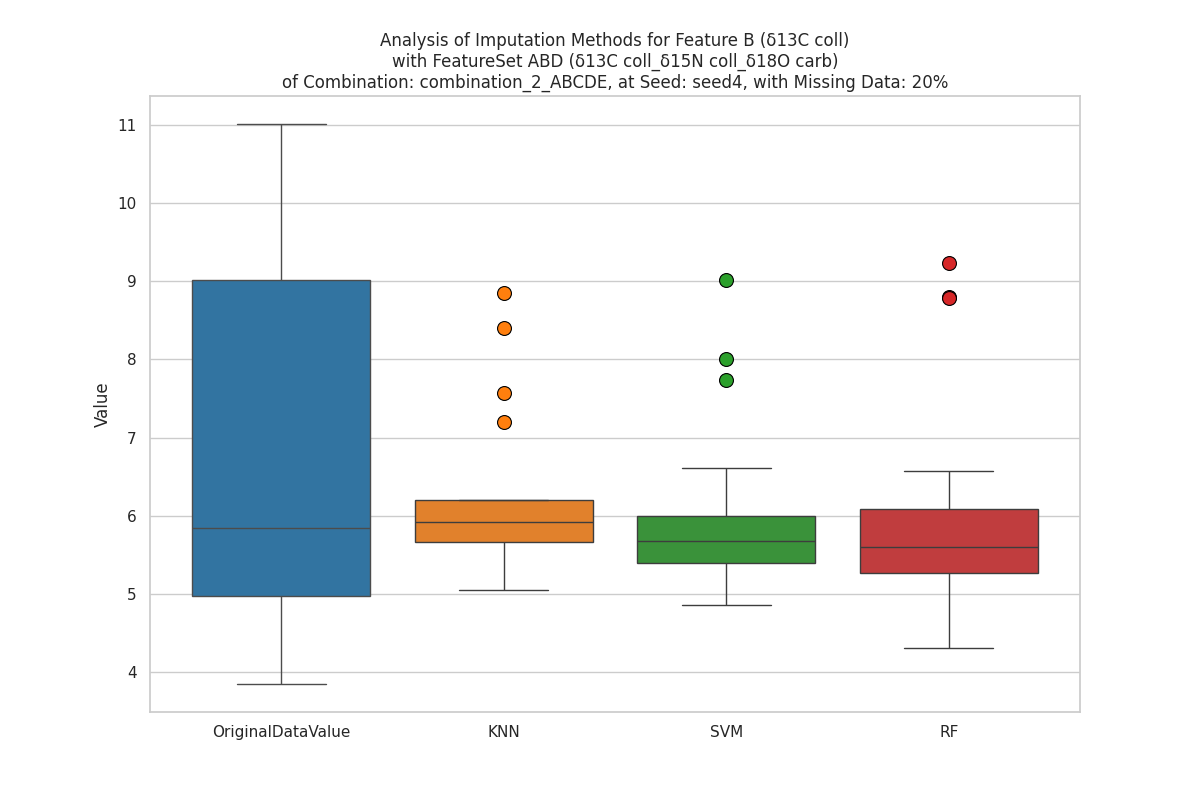 Analysis of Imputation Methods for Feature B (δ13C coll)
with FeatureSet ABD (δ13C coll_δ15N coll_δ18O carb)
of Combination: combination_2_ABCDE, at Seed: seed4, with Missing Data: 20%
11
10
9
8
7
6
5
4
Value
OriginalDataValue
KNN
SVM
RF